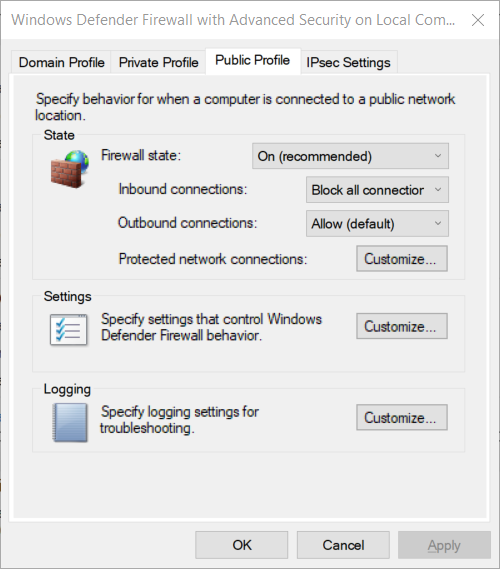 Windows Defender Firewall with Advanced Security on Local Com...
Domain Profile Private Profile Public Profile IPsec Settings
Specify behavior for when a computer is connected to a public network
location.
State
Firewall state: On (recommended)
Inbound connections: Block all connection
Outbound connections: Allow (default)
Protected network connections: Customize...
Settings
Specify settings that control Windows
Defender Firewall behavior.
Customize...
Logging
Specify logging settings for
troubleshooting.
Customize...
OK Cancel Apply